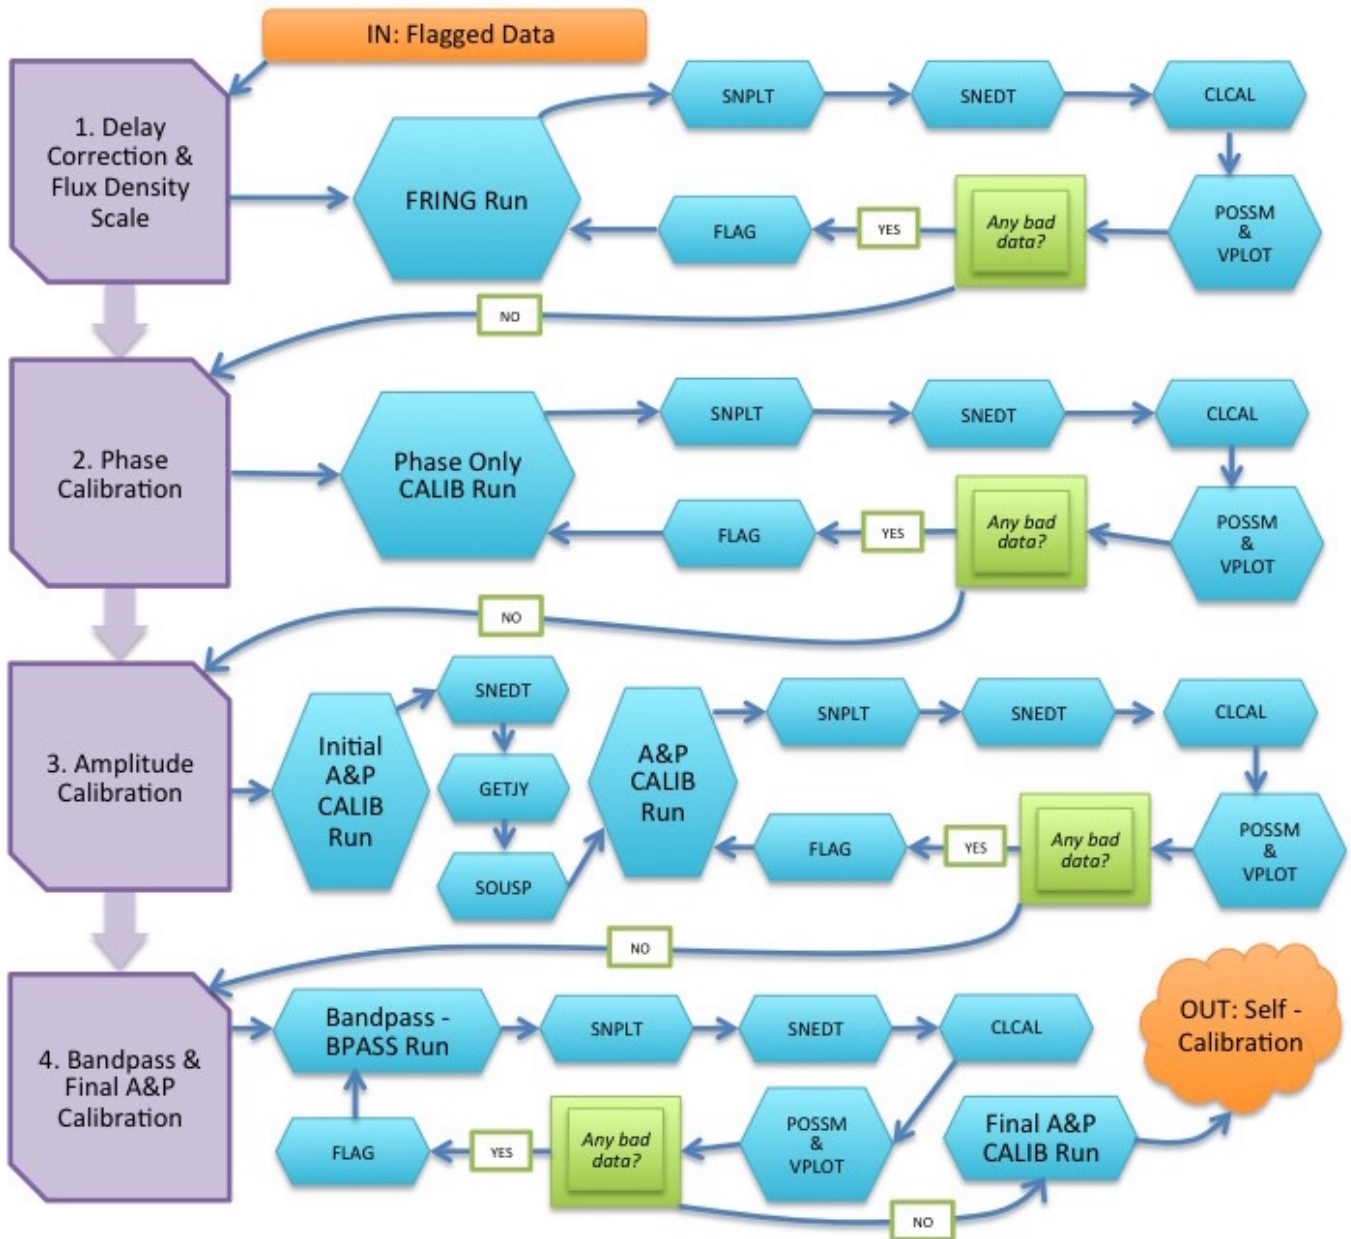 IN: Flagged Data
1. Delay
Correction &
Flux Density
Scale
FRING Run
SNPLT
SNEDT
CLCAL
POSSM
&
VPLOT
Any bad
data?
YES
FLAG
NO
2. Phase
Calibration
Phase Only
CALIB Run
SNPLT
SNEDT
CLCAL
POSSM
&
VPLOT
Any bad
data?
YES
FLAG
NO
3. Amplitude
Calibration
Initial
A&P
CALIB
Run
SNEDT
GETJY
SOUSP
A&P
CALIB
Run
SNPLT
SNEDT
CLCAL
POSSM
&
VPLOT
Any bad
data?
YES
FLAG
NO
4. Bandpass &
Final A&P
Calibration
Bandpass -
BPASS Run
SNPLT
SNEDT
CLCAL
POSSM
&
VPLOT
Any bad
data?
YES
FLAG
NO
Final A&P
CALIB Run
OUT: Self -
Calibration